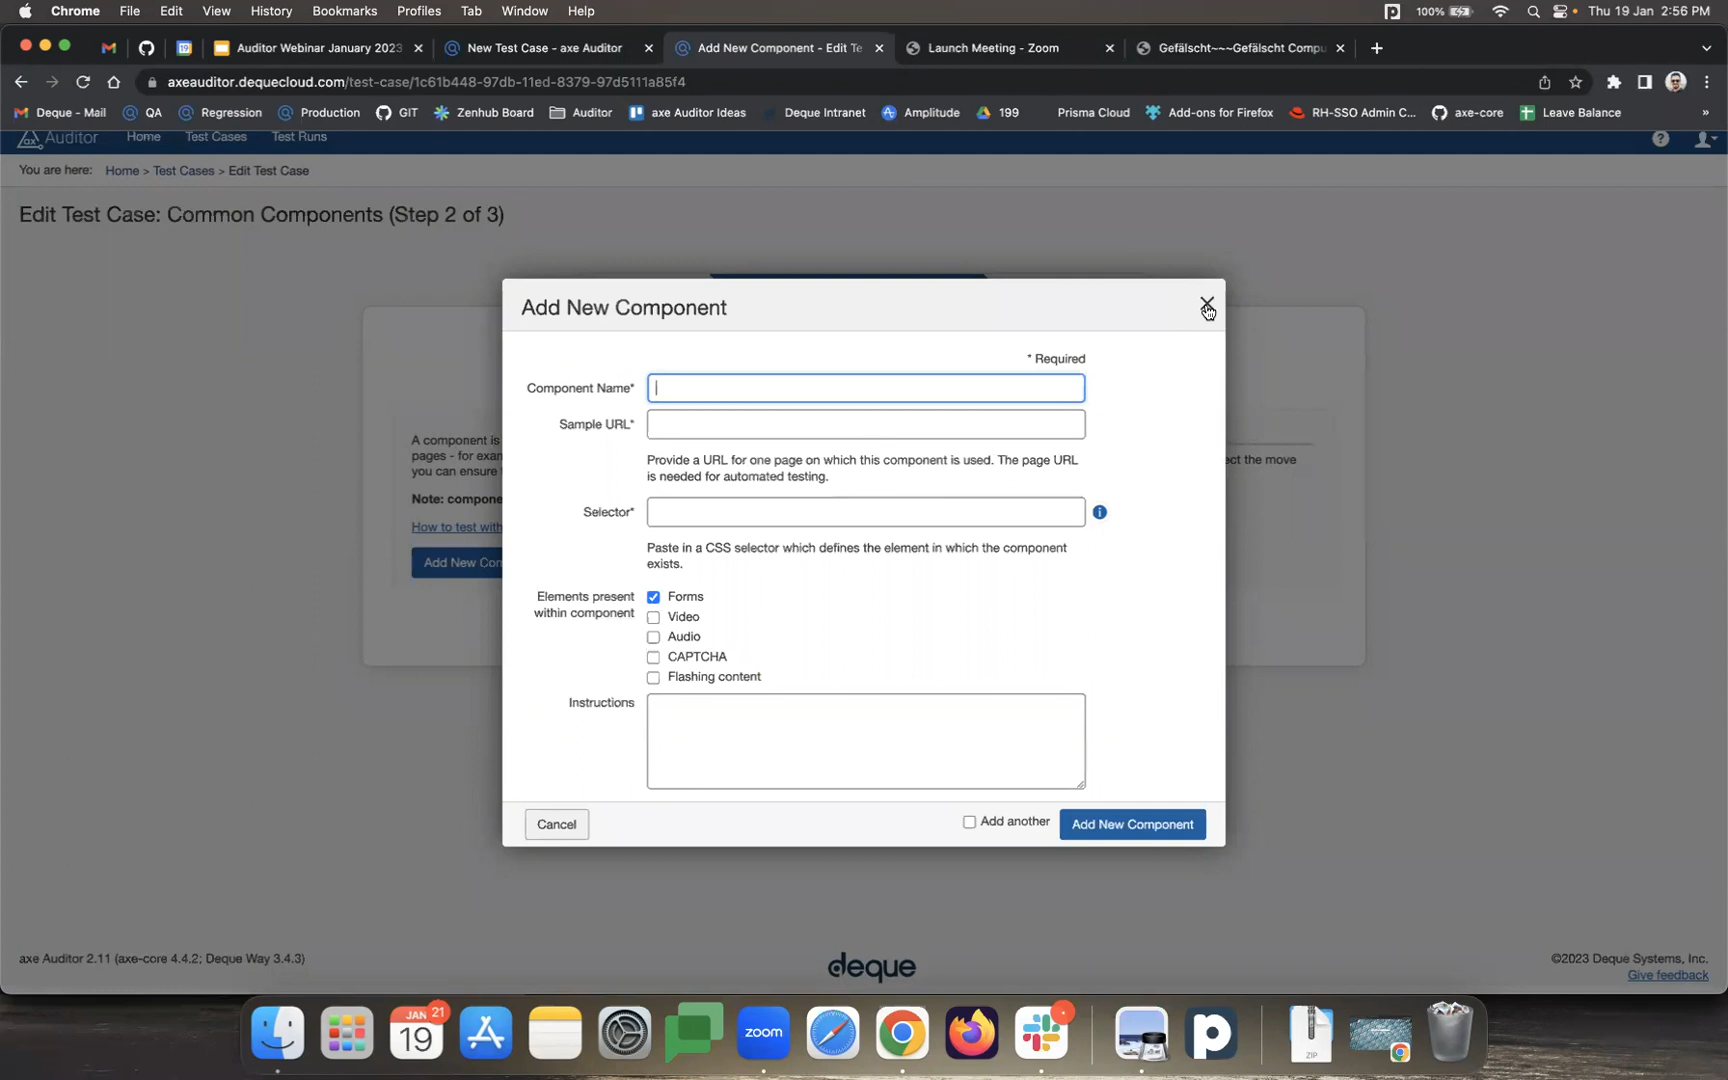 Chrome File Edit View History Bookmarks Profiles Tab Window Help 100% Thu 19 Jan 2:56 PM
Auditor Webinar January 2023 New Test Case - axe Auditor Add New Component - Edit Te Launch Meeting - Zoom Gefälscht~~~Gefälscht Compu
axeauditor.dequecloud.com/test-case/1c61b448-97db-11ed-8379-97d5111a85f4
Deque - Mail QA Regression Production GIT Zenhub Board Auditor axe Auditor Ideas Deque Intranet Amplitude 199 Prisma Cloud Add-ons for Firefox RH-SSO Admin C... axe-core Leave Balance »
Auditor Home Test Cases Test Runs
You are here: Home > Test Cases > Edit Test Case
Edit Test Case: Common Components (Step 2 of 3)
Add New Component
* Required
Component Name*
Sample URL*
Provide a URL for one page on which this component is used. The page URL
is needed for automated testing.
Selector*
Paste in a CSS selector which defines the element in which the component
exists.
Elements present
within component
Forms
Video
Audio
CAPTCHA
Flashing content
Instructions
Cancel Add another Add New Component
A component is
pages - for exam
you can ensure
ect the move
Note: compone
How to test with
Add New Con
axe Auditor 2.11 (axe-core 4.4.2; Deque Way 3.4.3)
deque
©2023 Deque Systems, Inc.
Give feedback
JAN 21
19
zoom
ZIP